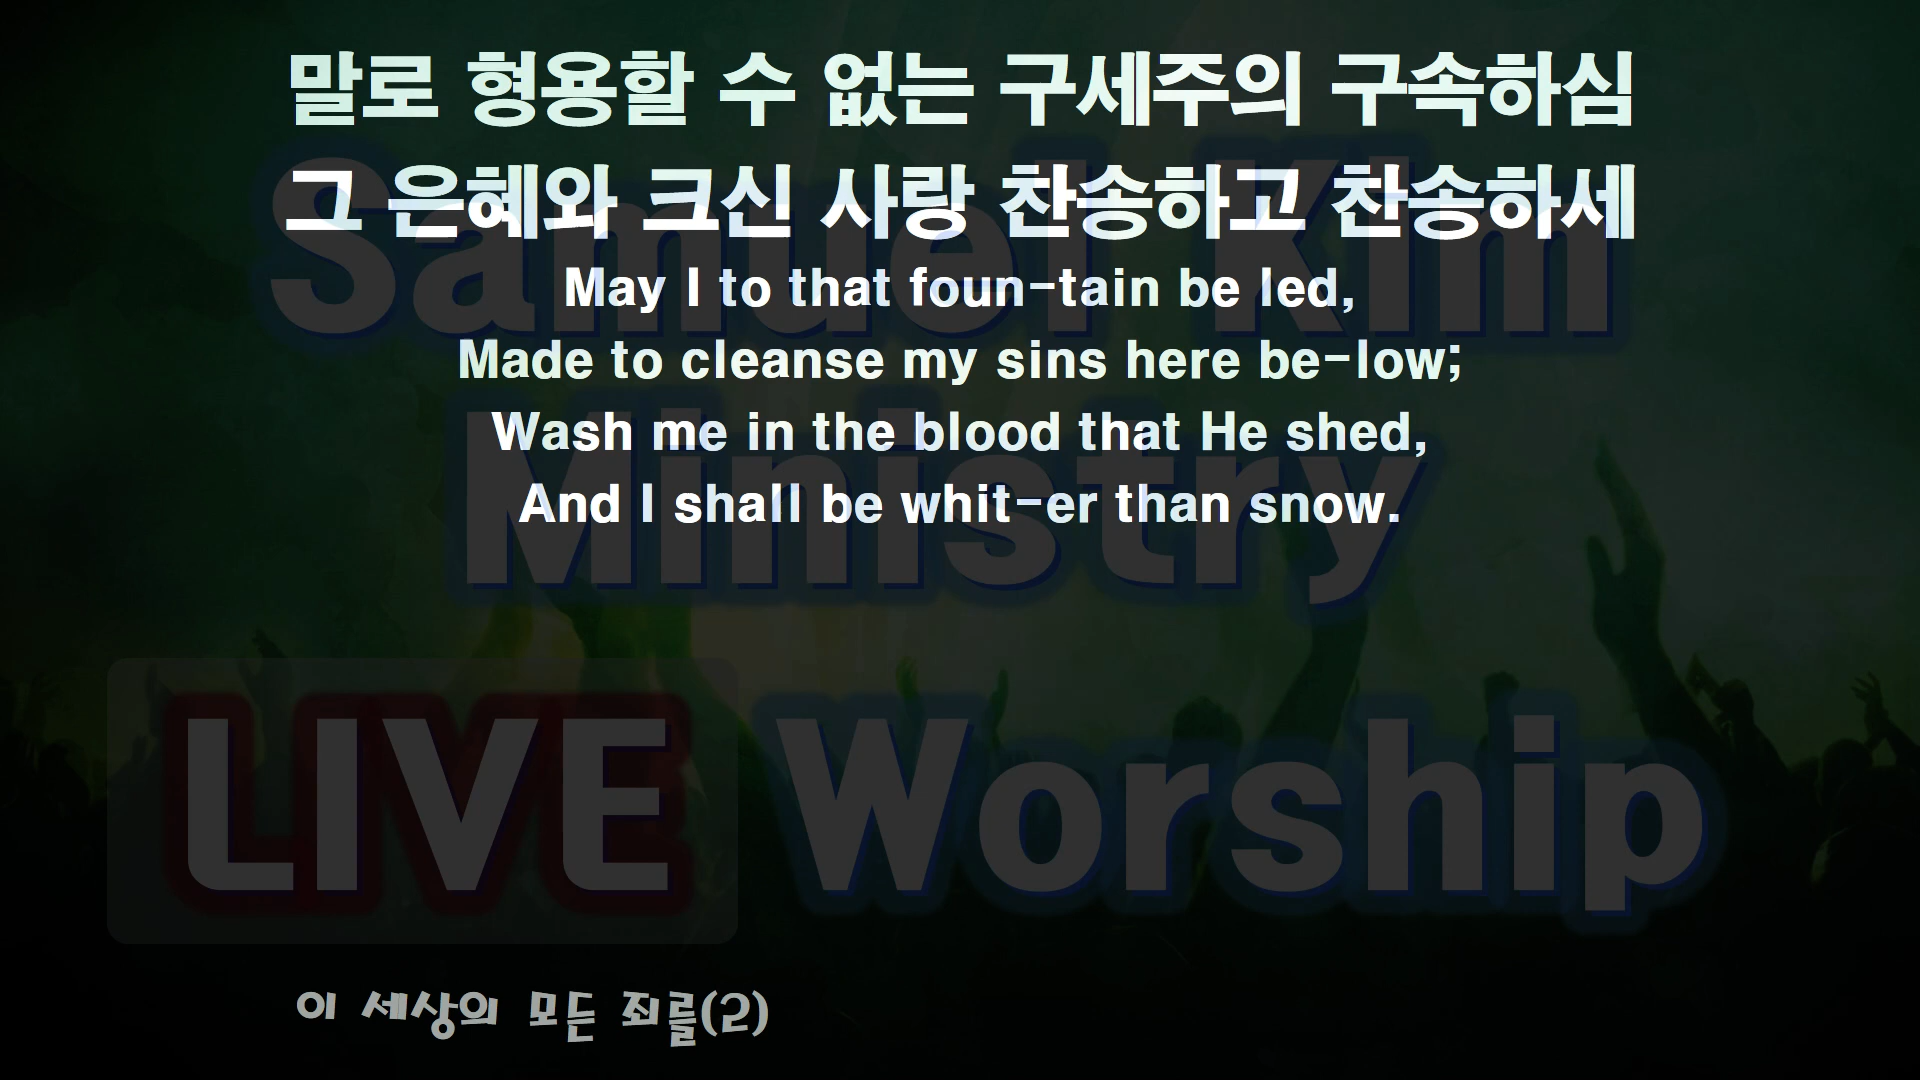 말로 형용할 수 없는 구세주의 구속하심
그 은혜와 크신 사랑 찬송하고 찬송하세
May I to that foun-tain be led,
Made to cleanse my sins here be-low;
Wash me in the blood that He shed,
And I shall be whit-er than snow.
Samuel Kim
Ministry
LIVE Worship
이 세상의 모든 죄를(2)